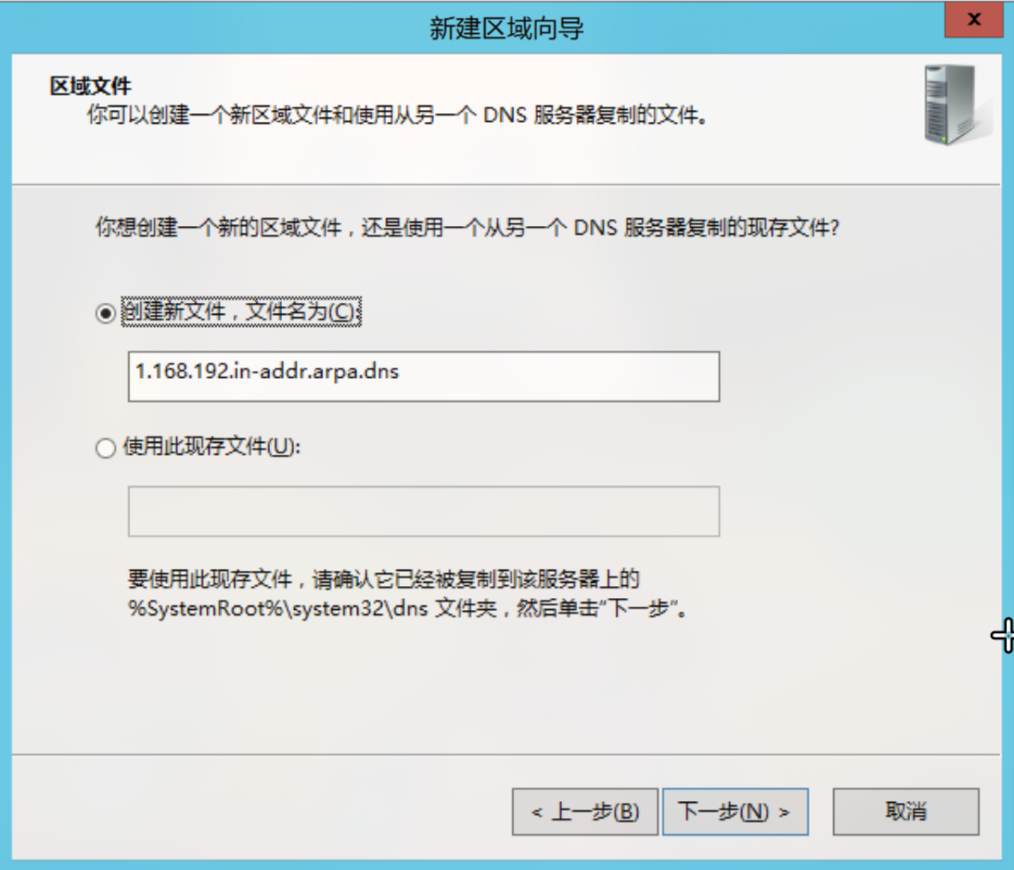 新建区域向导
x
区域文件
你可以创建一个新区域文件和使用从另一个 DNS 服务器复制的文件。
你想创建一个新的区域文件，还是使用一个从另一个 DNS 服务器复制的现存文件?
创建新文件，文件名为(C):
1.168.192.in-addr.arpa.dns
使用此现存文件(U):
要使用此现存文件，请确认它已经被复制到该服务器上的
%SystemRoot%\system32\dns 文件夹，然后单击“下一步”。
< 上一步(B) 下一步(N) > 取消